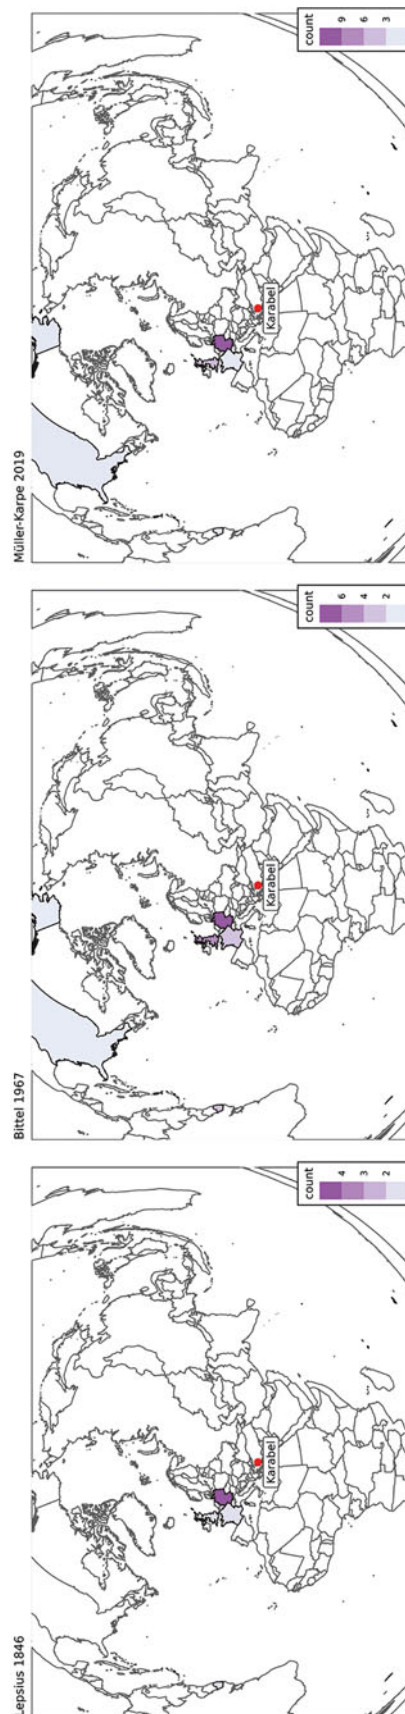 Lepsius 1846
Karabel
count
4
3
2
Bittel 1967
Karabel
count
6
4
2
Müller-Karpe 2019
Karabel
count
9
6
3